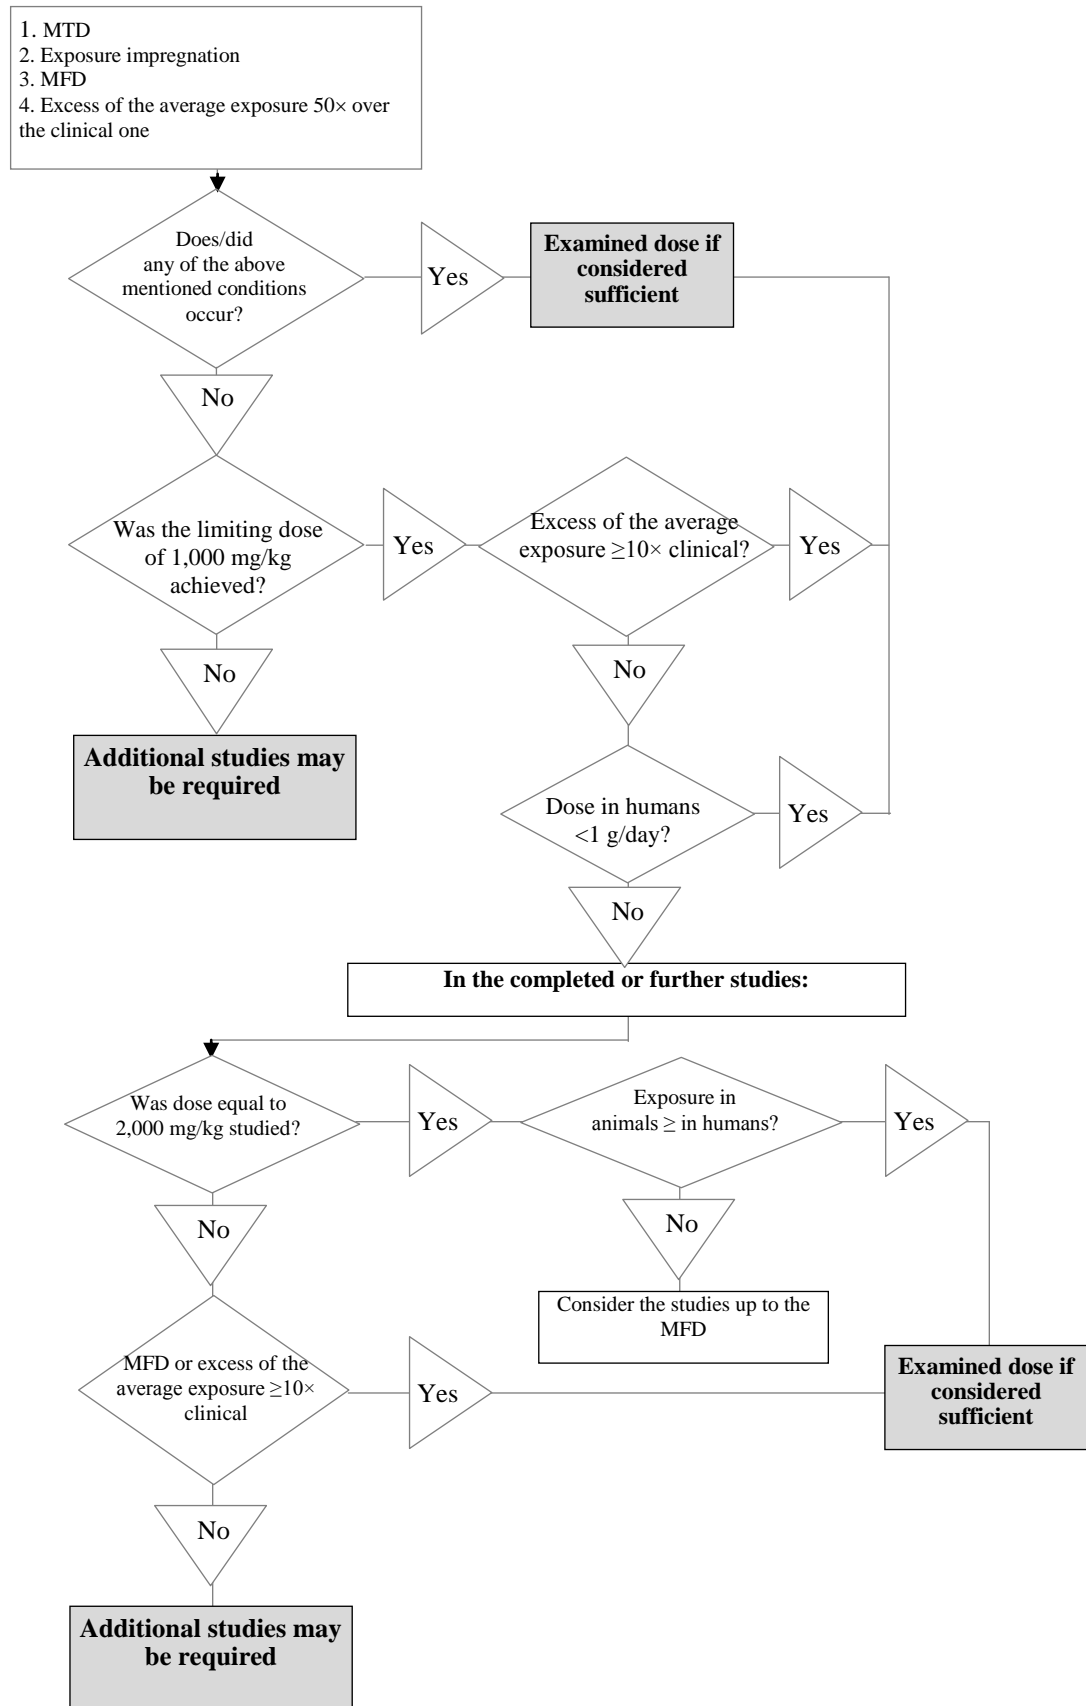 1. MTD
2. Exposure impregnation
3. MFD
4. Excess of the average exposure 50× over
the clinical one
Does/did
any of the above
mentioned conditions
occur?
Yes
Examined dose if
considered
sufficient
No
Was the limiting dose
of 1,000 mg/kg
achieved?
Yes
Excess of the average
exposure ≥10× clinical?
Yes
No
No
Additional studies may
be required
Dose in humans
<1 g/day?
Yes
No
In the completed or further studies:
Was dose equal to
2,000 mg/kg studied?
Yes
Exposure in
animals ≥ in humans?
Yes
No
No
Consider the studies up to the
MFD
MFD or excess of the
average exposure ≥10×
clinical
Yes
Examined dose if
considered
sufficient
No
Additional studies may
be required